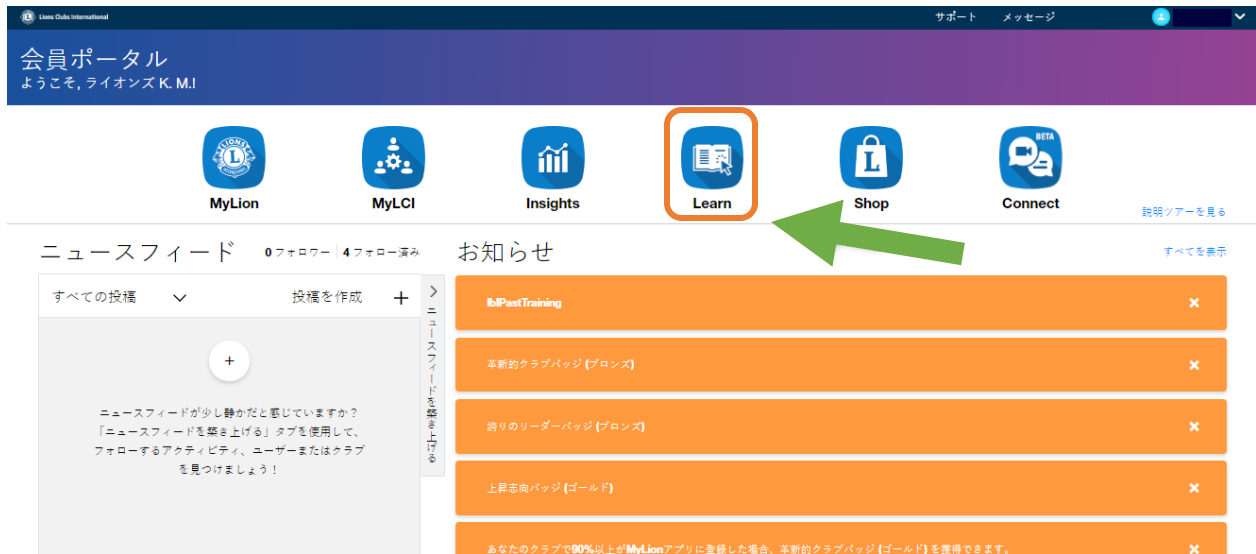 Lions Clubs International
サポート
メッセージ
会員ポータル
ようこそ, ライオンズ K. M.!
LIONS
L
INTERNATIONAL
BETA
L
MyLion
MyLCI
Insights
Learn
Shop
Connect
説明ツアーを見る
ニュースフィード
0フォロワー
4フォロー済み
すべての投稿
投稿を作成
+
+
ニュースフィードが少し静かだと感じていますか?
「ニュースフィードを築き上げる」タブを使用して、
フォローするアクティビティ、ユーザーまたはクラブ
を見つけましょう!
ニュースフィードを築き上げる
お知らせ
すべてを表示
lblPastTraining
革新的クラブバッジ (ブロンズ)
誇りのリーダーバッジ (ブロンズ)
上昇志向バッジ (ゴールド)
あなたのクラブで90%以上がMyLionアプリに登録した場合、革新的クラブバッジ (ゴールド) を獲得できます。